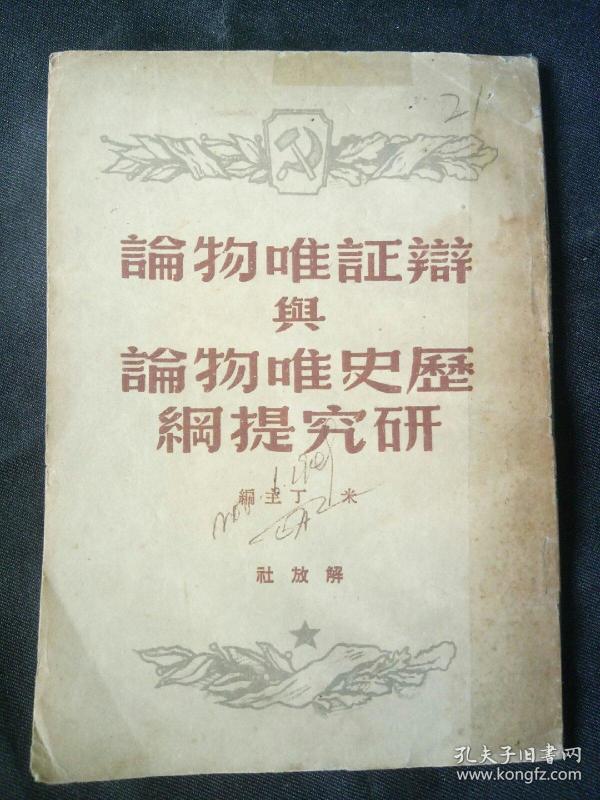 21
辯証唯物論
與
歷史唯物論
研究提綱
米丁主編
解放社
孔夫子旧書网
www.kongfz.com